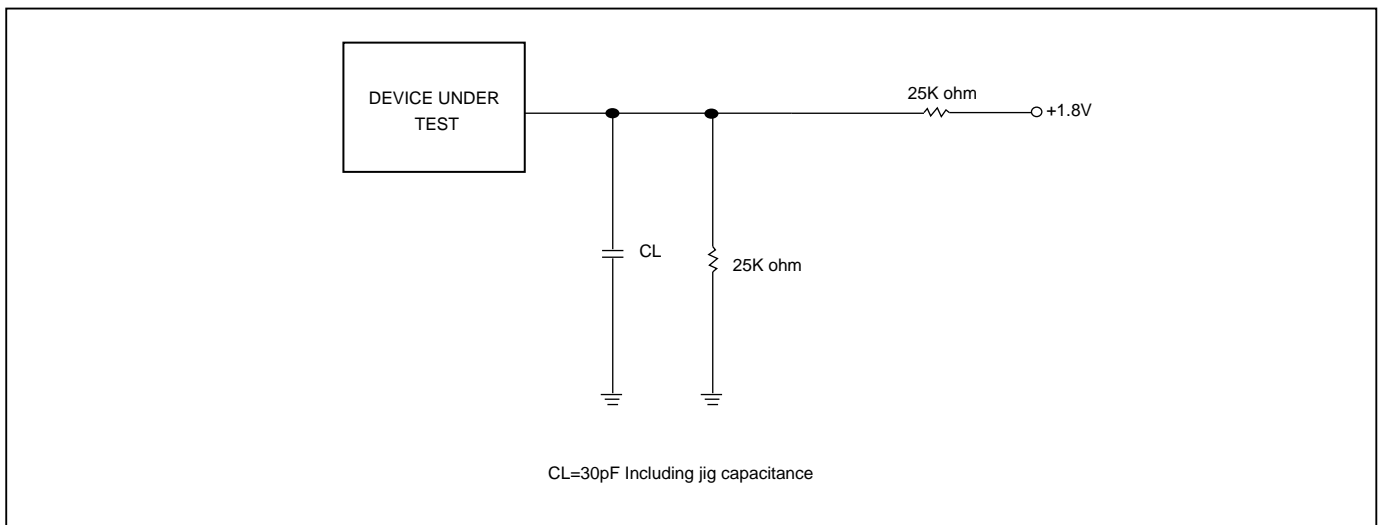 DEVICE UNDER
TEST
25K ohm
+1.8V
CL
25K ohm
CL=30pF Including jig capacitance